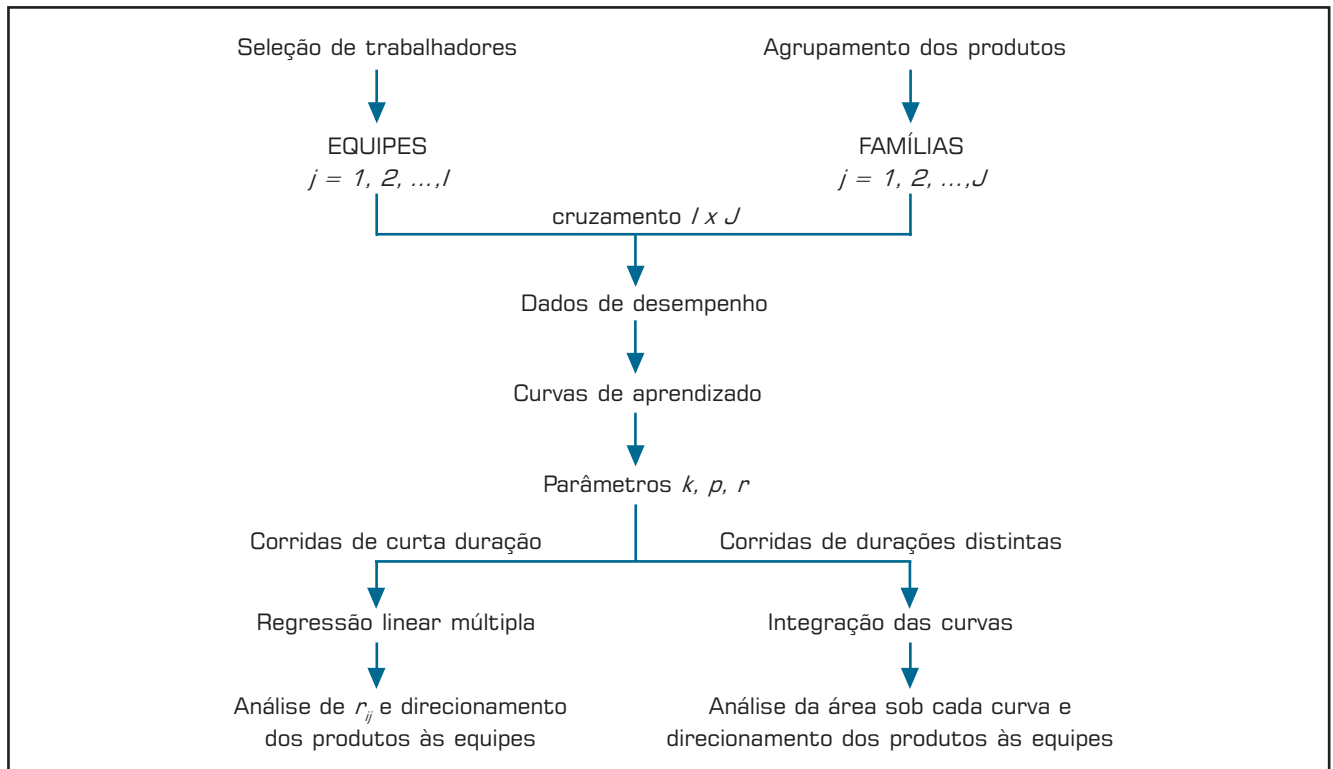 Seleção de trabalhadores
Agrupamento dos produtos
EQUIPES
j = 1, 2, ...,I
FAMÍLIAS
j = 1, 2, ...,J
cruzamento I x J
Dados de desempenho
Curvas de aprendizado
Parâmetros k, p, r
Corridas de curta duração
Corridas de durações distintas
Regressão linear múltipla
Integração das curvas
Análise de rij e direcionamento
dos produtos às equipes
Análise da área sob cada curva e
direcionamento dos produtos às equipes